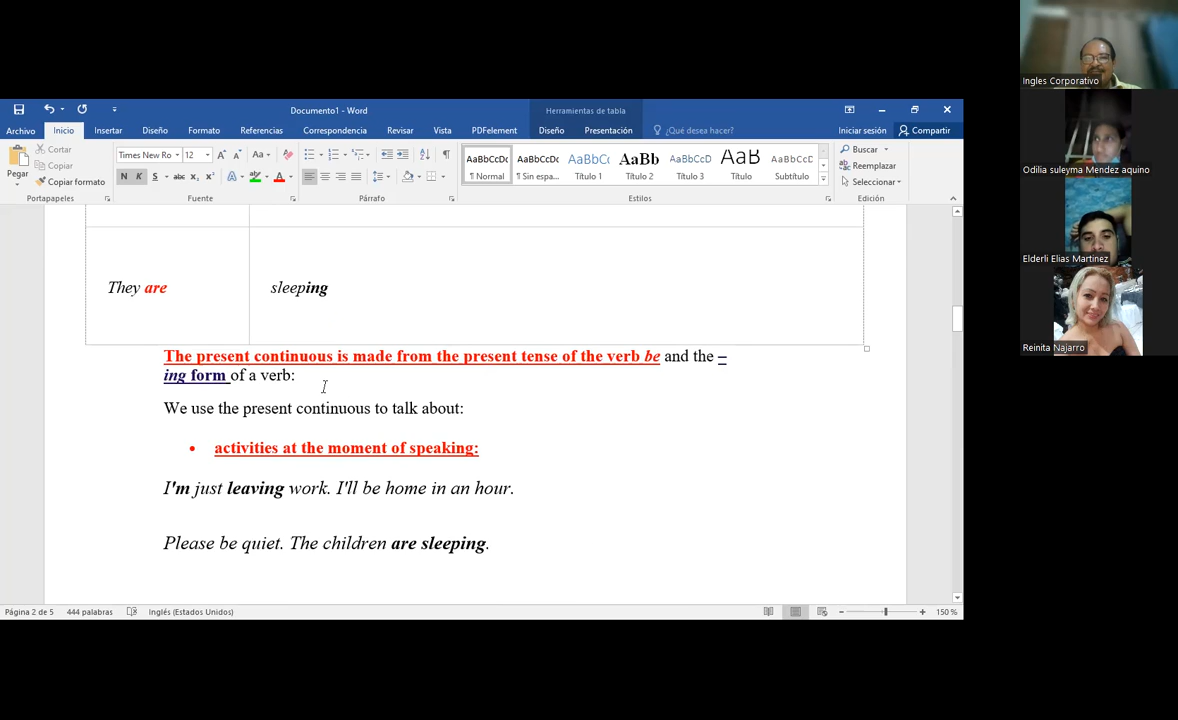 Documento1 - Word
Herramientas de tabla
Archivo Inicio Insertar Diseño Formato Referencias Correspondencia Revisar Vista PDFelement Diseño Presentación ¿Qué desea hacer? Iniciar sesión Compartir
Pegar
Cortar
Copiar
Copiar formato
Portapapeles
Times New Ro 12
N K S abc x₂ x²
Fuente
Párrafo
AaBbCcDc AaBbCcDc AaBbCc AaBb AaBbCcD AaB AaBbCcD
¶ Normal ¶ Sin espa... Título 1 Título 2 Título 3 Título Subtítulo
Estilos
Buscar
Reemplazar
Seleccionar
Edición
They are sleeping
The present continuous is made from the present tense of the verb be and the –
ing form of a verb:
We use the present continuous to talk about:
• activities at the moment of speaking:
I'm just leaving work. I'll be home in an hour.
Please be quiet. The children are sleeping.
Página 2 de 5 444 palabras Inglés (Estados Unidos) 150 %
Ingles Corporativo
Odilia suleyma Mendez aquino
Elderli Elias Martinez
Reinita Najarro